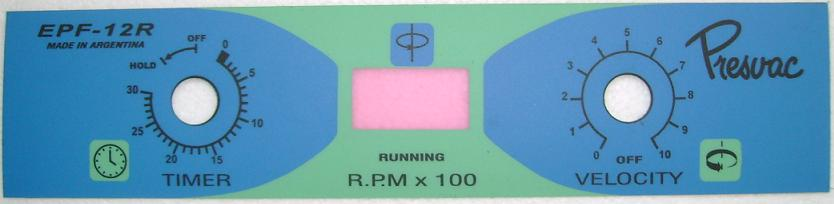 EPF-12R
MADE IN ARGENTINA
OFF
HOLD
0
5
10
15
20
25
30
TIMER
RUNNING
R.P.M x 100
0
1
2
3
4
5
6
7
8
9
10
OFF
VELOCITY
Presvac